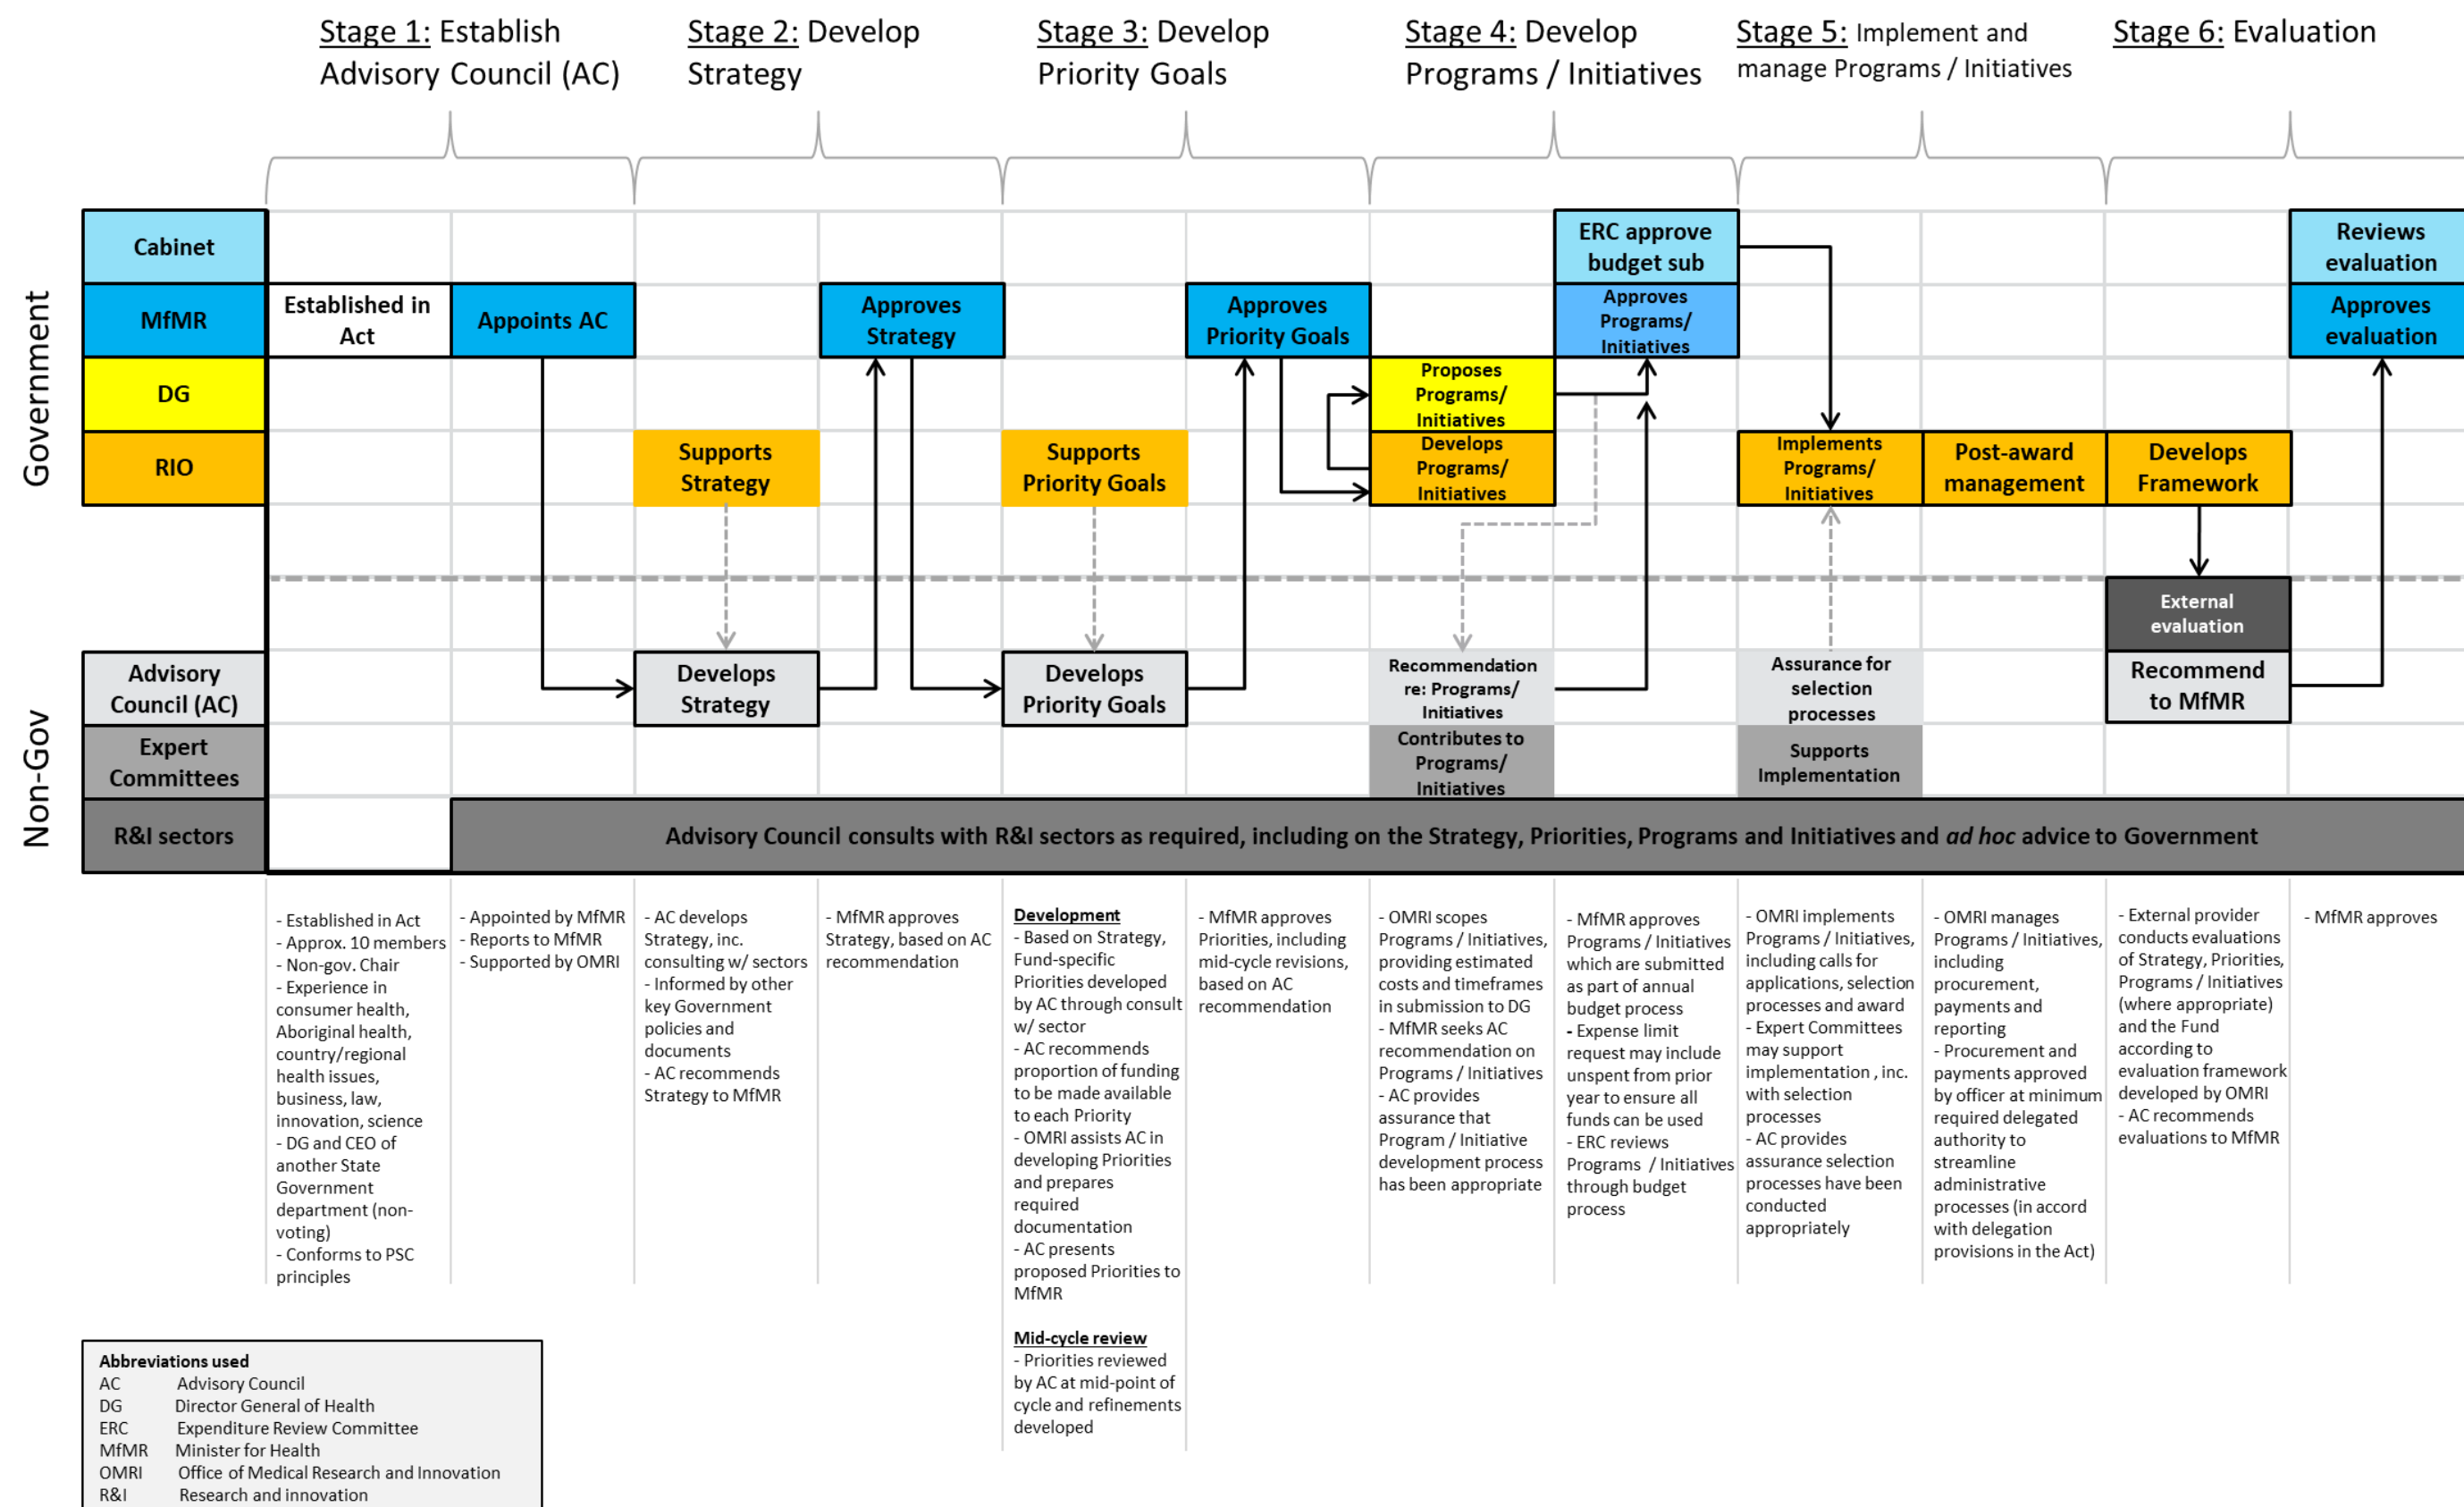 Stage 1: Establish
Advisory Council (AC)
Stage 2: Develop
Strategy
Stage 3: Develop
Priority Goals
Stage 4: Develop
Programs / Initiatives
Stage 5: Implement and
manage Programs / Initiatives
Stage 6: Evaluation
Government
Cabinet
ERC approve
budget sub
Reviews
evaluation
MfMR
Established in
Act
Appoints AC
Approves
Strategy
Approves
Priority Goals
Approves
Programs/
Initiatives
Approves
evaluation
DG
Proposes
Programs/
Initiatives
RIO
Supports
Strategy
Supports
Priority Goals
Develops
Programs/
Initiatives
Implements
Programs/
Initiatives
Post-award
management
Develops
Framework
External
evaluation
Non-Gov
Advisory
Council (AC)
Develops
Strategy
Develops
Priority Goals
Recommendation
re: Programs/
Initiatives
Assurance for
selection
processes
Recommend
to MfMR
Expert
Committees
Contributes to
Programs/
Initiatives
Supports
Implementation
R&I sectors
Advisory Council consults with R&I sectors as required, including on the Strategy, Priorities, Programs and Initiatives and ad hoc advice to Government
- Established in Act
- Approx. 10 members
- Non-gov. Chair
- Experience in
consumer health,
Aboriginal health,
country/regional
health issues,
business, law,
innovation, science
- DG and CEO of
another State
Government
department (non-
voting)
- Conforms to PSC
principles
- Appointed by MfMR
- Reports to MfMR
- Supported by OMRI
- AC develops
Strategy, inc.
consulting w/ sectors
- Informed by other
key Government
policies and
documents
- AC recommends
Strategy to MfMR
- MfMR approves
Strategy, based on AC
recommendation
Development
- Based on Strategy,
Fund-specific
Priorities developed
by AC through consult
w/ sector
- AC recommends
proportion of funding
to be made available
to each Priority
- OMRI assists AC in
developing Priorities
and prepares
required
documentation
- AC presents
proposed Priorities to
MfMR
Mid-cycle review
- Priorities reviewed
by AC at mid-point of
cycle and refinements
developed
- MfMR approves
Priorities, including
mid-cycle revisions,
based on AC
recommendation
- OMRI scopes
Programs / Initiatives,
providing estimated
costs and timeframes
in submission to DG
- MfMR seeks AC
recommendation on
Programs / Initiatives
- AC provides
assurance that
Program / Initiative
development process
has been appropriate
- MfMR approves
Programs / Initiatives
which are submitted
as part of annual
budget process
- Expense limit
request may include
unspent from prior
year to ensure all
funds can be used
- ERC reviews
Programs / Initiatives
through budget
process
- OMRI implements
Programs / Initiatives,
including calls for
applications, selection
processes and award
- Expert Committees
may support
implementation , inc.
with selection
processes
- AC provides
assurance selection
processes have been
conducted
appropriately
- OMRI manages
Programs / Initiatives,
including
procurement,
payments and
reporting
- Procurement and
payments approved
by officer at minimum
required delegated
authority to
streamline
administrative
processes (in accord
with delegation
provisions in the Act)
- External provider
conducts evaluations
of Strategy, Priorities,
Programs / Initiatives
(where appropriate)
and the Fund
according to
evaluation framework
developed by OMRI
- AC recommends
evaluations to MfMR
- MfMR approves
Abbreviations used
AC Advisory Council
DG Director General of Health
ERC Expenditure Review Committee
MfMR Minister for Health
OMRI Office of Medical Research and Innovation
R&I Research and innovation